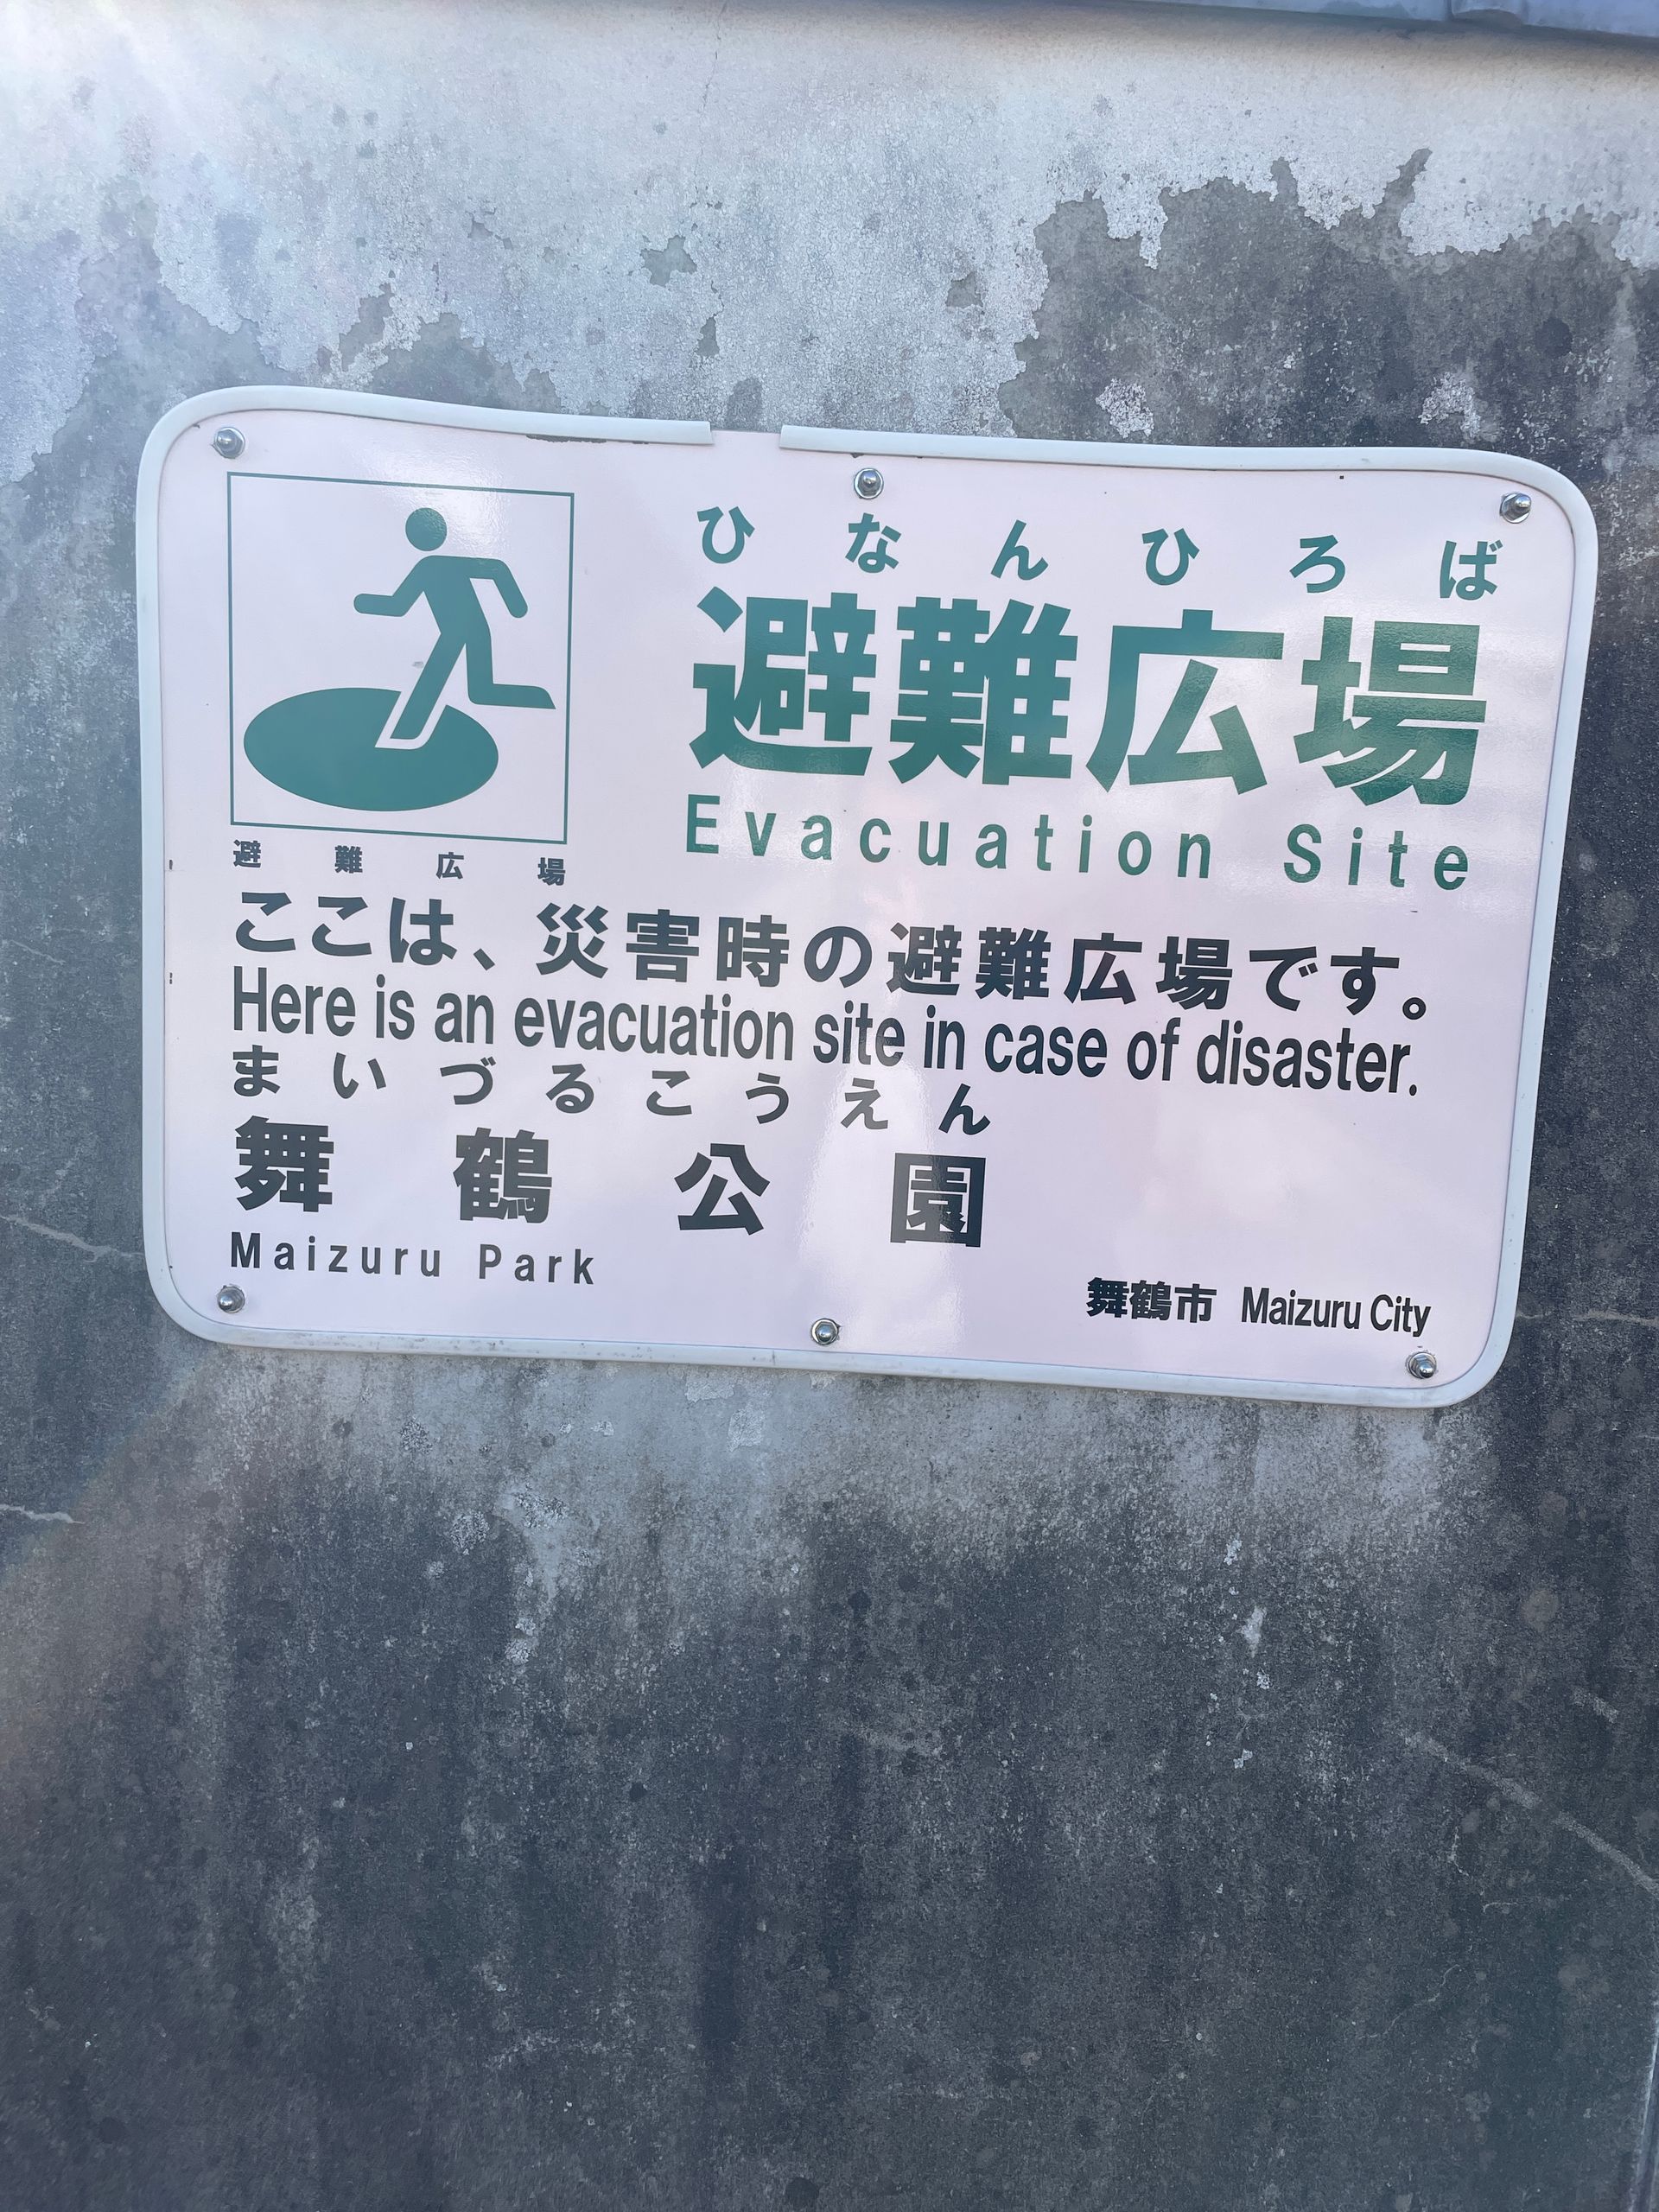 ひなんひろば
避難広場
Evacuation Site
避難広場
ここは、災害時の避難広場です。
Here is an evacuation site in case of disaster.
まいづるこうえん
舞鶴公園
Maizuru Park
舞鶴市 Maizuru City